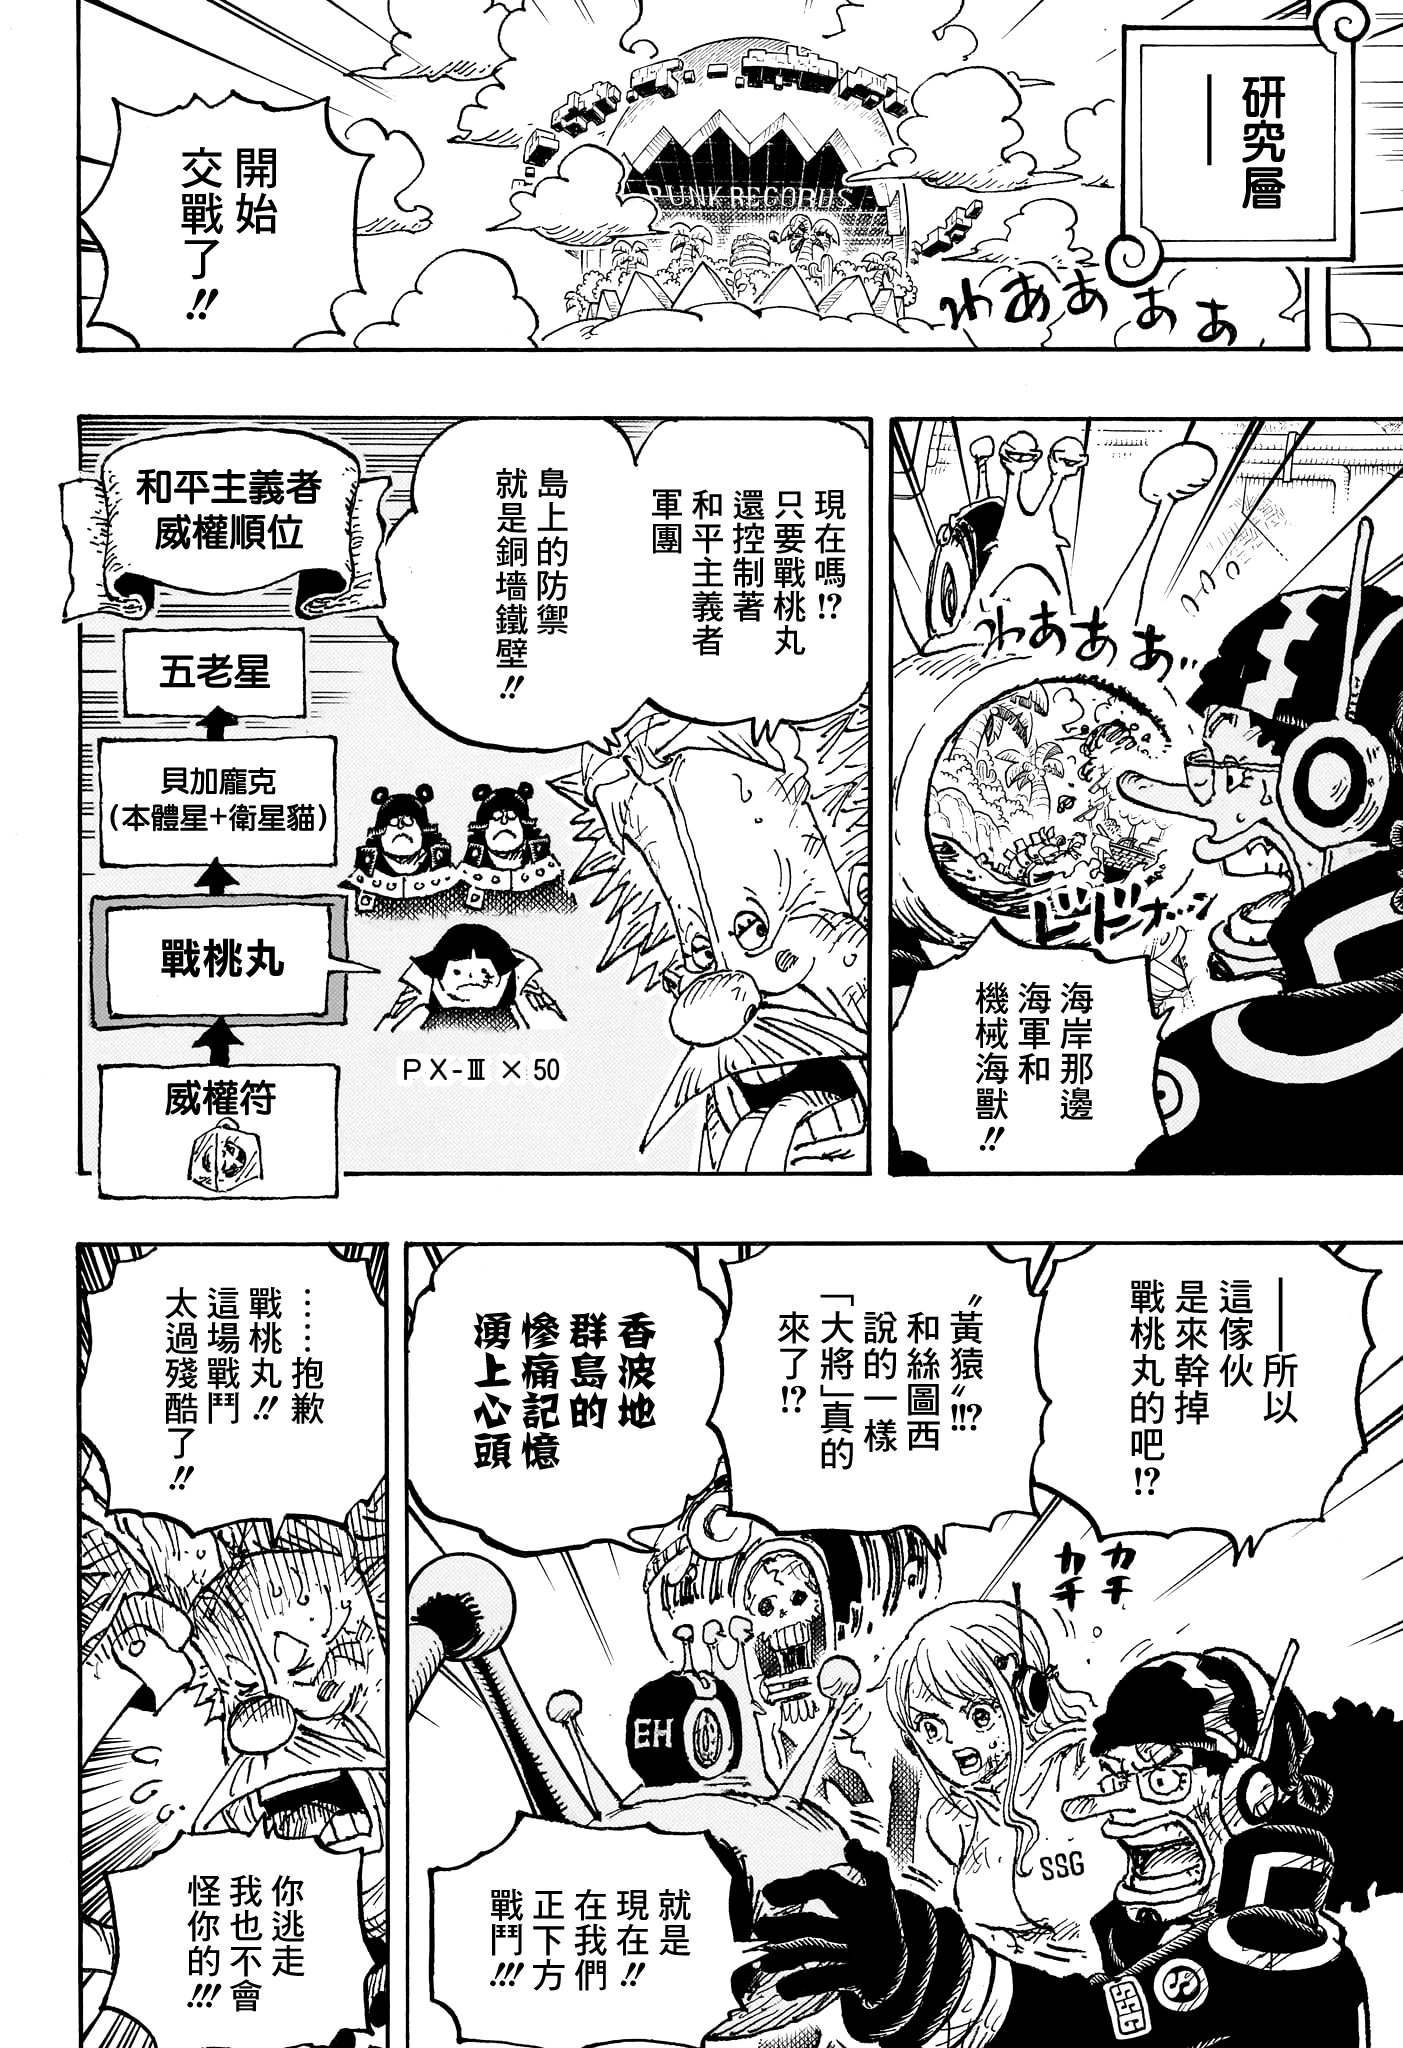 研究層
——
PUNK RECORDS
わああああ
開始
交戰了!!
わあああ…
ドドドォ…
海岸那邊
海軍和
機械海獸!!
現在嗎!?
只要戰桃丸
還控制著
和平主義者
軍團
島上的防禦
就是銅墻鐵壁!!
和平主義者
威權順位
五老星
貝加龐克
(本體星+衛星貓)
戰桃丸
威權符
PX-Ⅲ×50
——所以
這傢伙
是來幹掉
戰桃丸的吧!?
〝黃猿〞!!?
和絲圖西
說的一樣
「大將」真的
來了!?
香波地
群島的
慘痛記憶
湧上心頭
カチ
カチ
EH
SSG
就是
現在!!
在我們
正下方
戰鬥!!!
……抱歉
戰桃丸!!
這場戰鬥
太過殘酷了!!
你逃走
我也不會
怪你的!!!